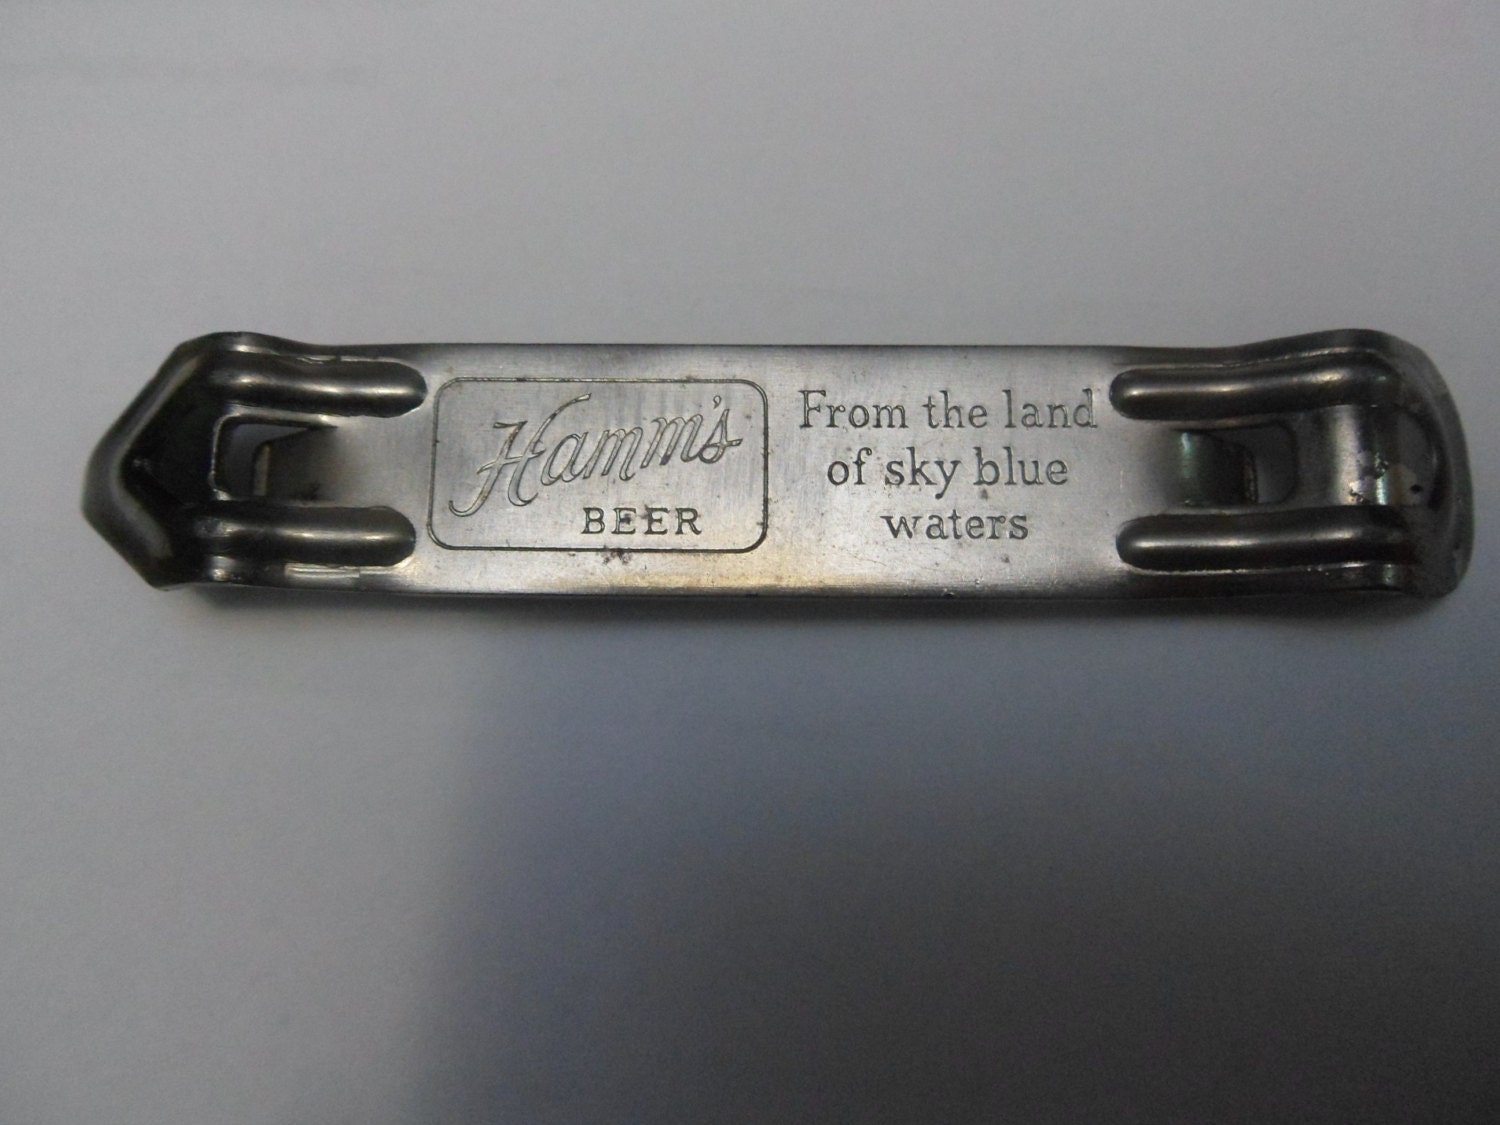 Hamm's
BEER
From the land
of sky blue
waters